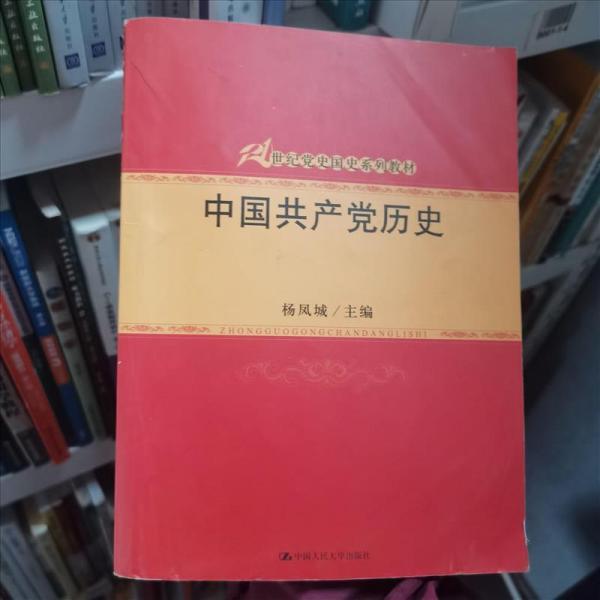 21世纪党史国史系列教材
中国共产党历史
杨凤城／主编
ZHONGGUOGONGCHANDANGLISHI
中国人民大学出版社